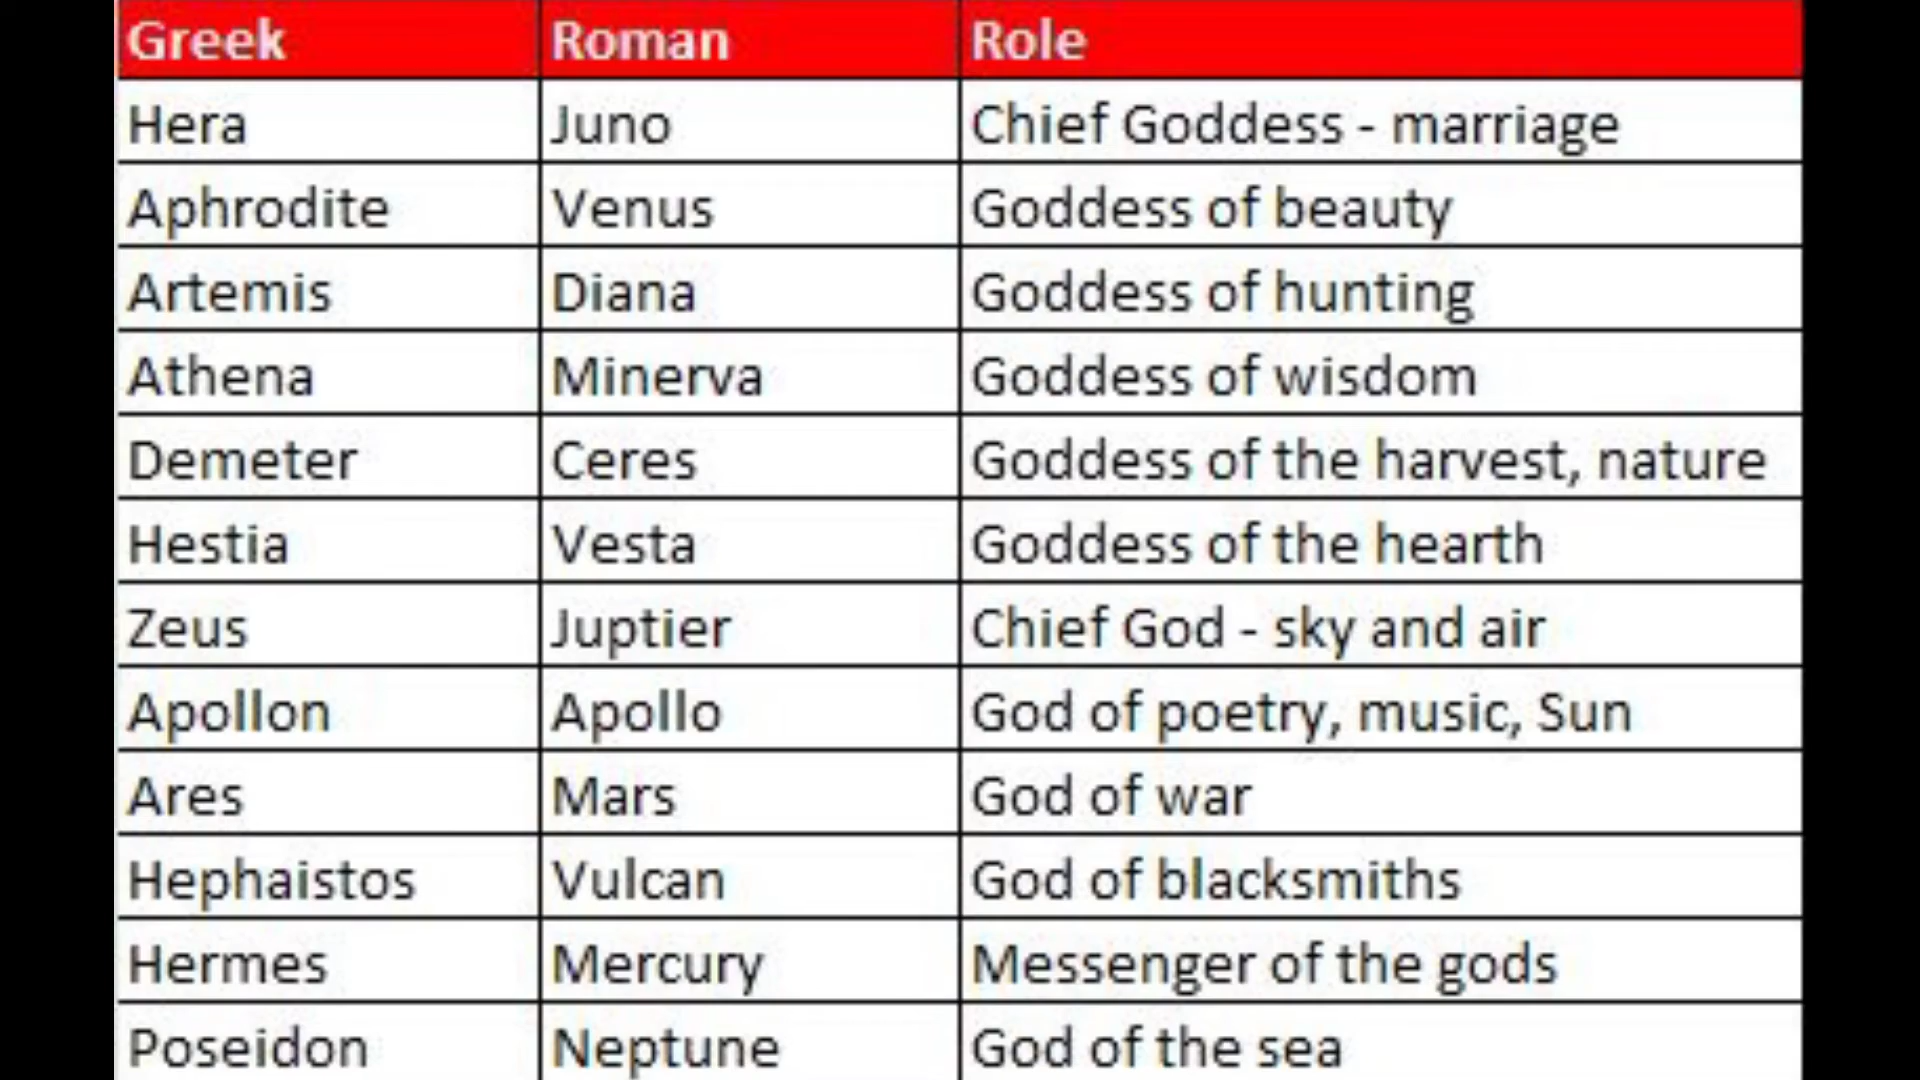 Greek Roman Role
Hera Juno Chief Goddess - marriage
Aphrodite Venus Goddess of beauty
Artemis Diana Goddess of hunting
Athena Minerva Goddess of wisdom
Demeter Ceres Goddess of the harvest, nature
Hestia Vesta Goddess of the hearth
Zeus Juptier Chief God - sky and air
Apollon Apollo God of poetry, music, Sun
Ares Mars God of war
Hephaistos Vulcan God of blacksmiths
Hermes Mercury Messenger of the gods
Poseidon Neptune God of the sea